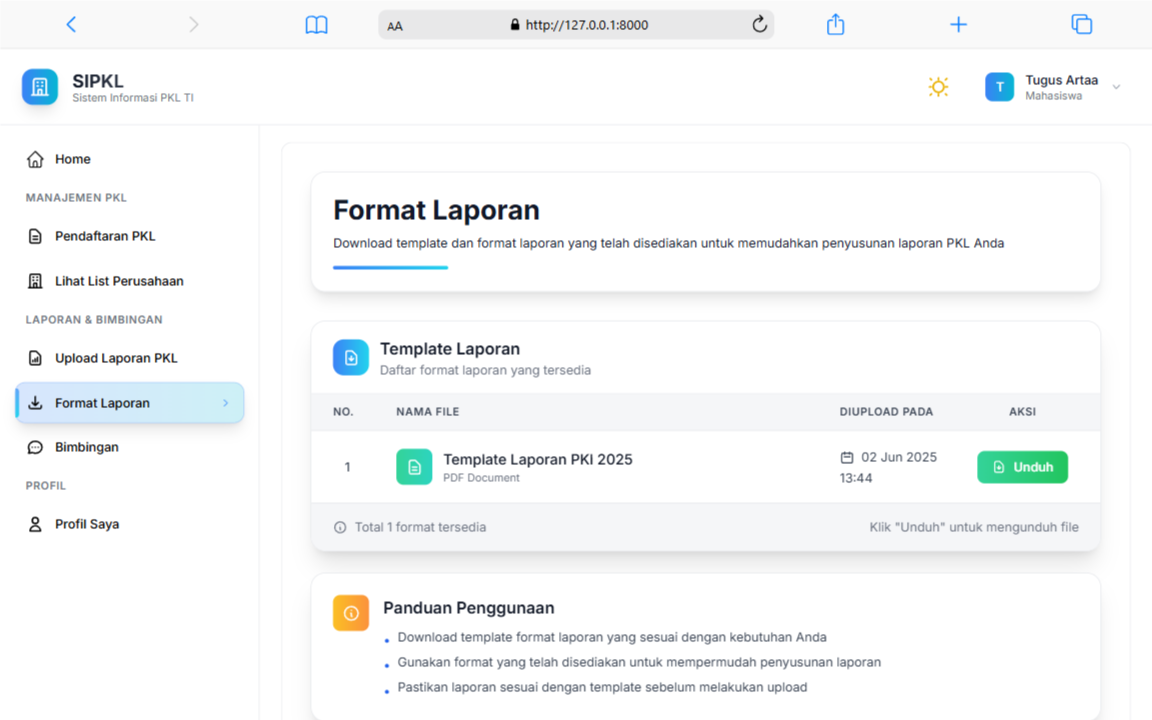 AA
http://127.0.0.1:8000
SIPKL
Sistem Informasi PKL TI
T
Tugus Artaa
Mahasiswa
Home
MANAJEMEN PKL
Pendaftaran PKL
Lihat List Perusahaan
LAPORAN & BIMBINGAN
Upload Laporan PKL
Format Laporan
Bimbingan
PROFIL
Profil Saya
Format Laporan
Download template dan format laporan yang telah disediakan untuk memudahkan penyusunan laporan PKL Anda
Template Laporan
Daftar format laporan yang tersedia
NO. NAMA FILE DIUPLOAD PADA AKSI
1 Template Laporan PKI 2025 02 Jun 2025 Unduh
PDF Document 13:44
Total 1 format tersedia Klik "Unduh" untuk mengunduh file
Panduan Penggunaan
• Download template format laporan yang sesuai dengan kebutuhan Anda
• Gunakan format yang telah disediakan untuk mempermudah penyusunan laporan
• Pastikan laporan sesuai dengan template sebelum melakukan upload